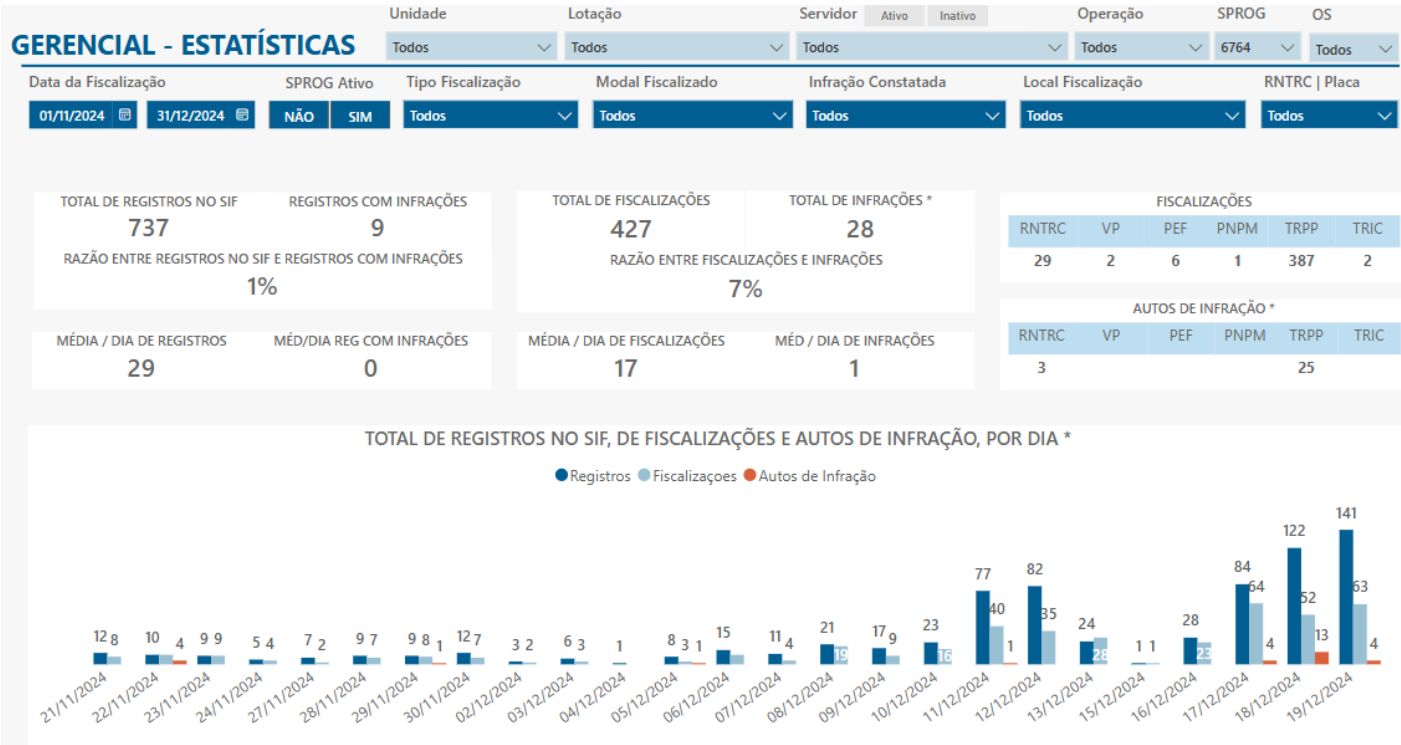 Unidade Lotação Servidor Ativo Inativo Operação SPROG OS
GERENCIAL - ESTATÍSTICAS Todos Todos Todos Todos 6764 Todos
Data da Fiscalização SPROG Ativo Tipo Fiscalização Modal Fiscalizado Infração Constatada Local Fiscalização RNTRC | Placa
01/11/2024 31/12/2024 NÃO SIM Todos Todos Todos Todos Todos
TOTAL DE REGISTROS NO SIF REGISTROS COM INFRAÇÕES
737 9
RAZÃO ENTRE REGISTROS NO SIF E REGISTROS COM INFRAÇÕES
1%
TOTAL DE FISCALIZAÇÕES TOTAL DE INFRAÇÕES *
427 28
RAZÃO ENTRE FISCALIZAÇÕES E INFRAÇÕES
7%
FISCALIZAÇÕES
RNTRC VP PEF PNPM TRPP TRIC
29 2 6 1 387 2
MÉDIA / DIA DE REGISTROS MÉD/DIA REG COM INFRAÇÕES
29 0
MÉDIA / DIA DE FISCALIZAÇÕES MÉD / DIA DE INFRAÇÕES
17 1
AUTOS DE INFRAÇÃO *
RNTRC VP PEF PNPM TRPP TRIC
3 25
TOTAL DE REGISTROS NO SIF, DE FISCALIZAÇÕES E AUTOS DE INFRAÇÃO, POR DIA *
Registros Fiscalizaçoes Autos de Infração
12 8 10 4 9 9 5 4 7 2 9 7 9 8 1 12 7 3 2 6 3 1 8 3 1 15 11 4 21 19 17 9 23 16 77 40 1 82 35 24 28 1 1 28 23 84 64 4 122 52 13 141 63 4
21/11/2024 22/11/2024 23/11/2024 24/11/2024 27/11/2024 28/11/2024 29/11/2024 30/11/2024 02/12/2024 03/12/2024 04/12/2024 05/12/2024 06/12/2024 07/12/2024 08/12/2024 09/12/2024 10/12/2024 11/12/2024 12/12/2024 13/12/2024 15/12/2024 16/12/2024 17/12/2024 18/12/2024 19/12/2024